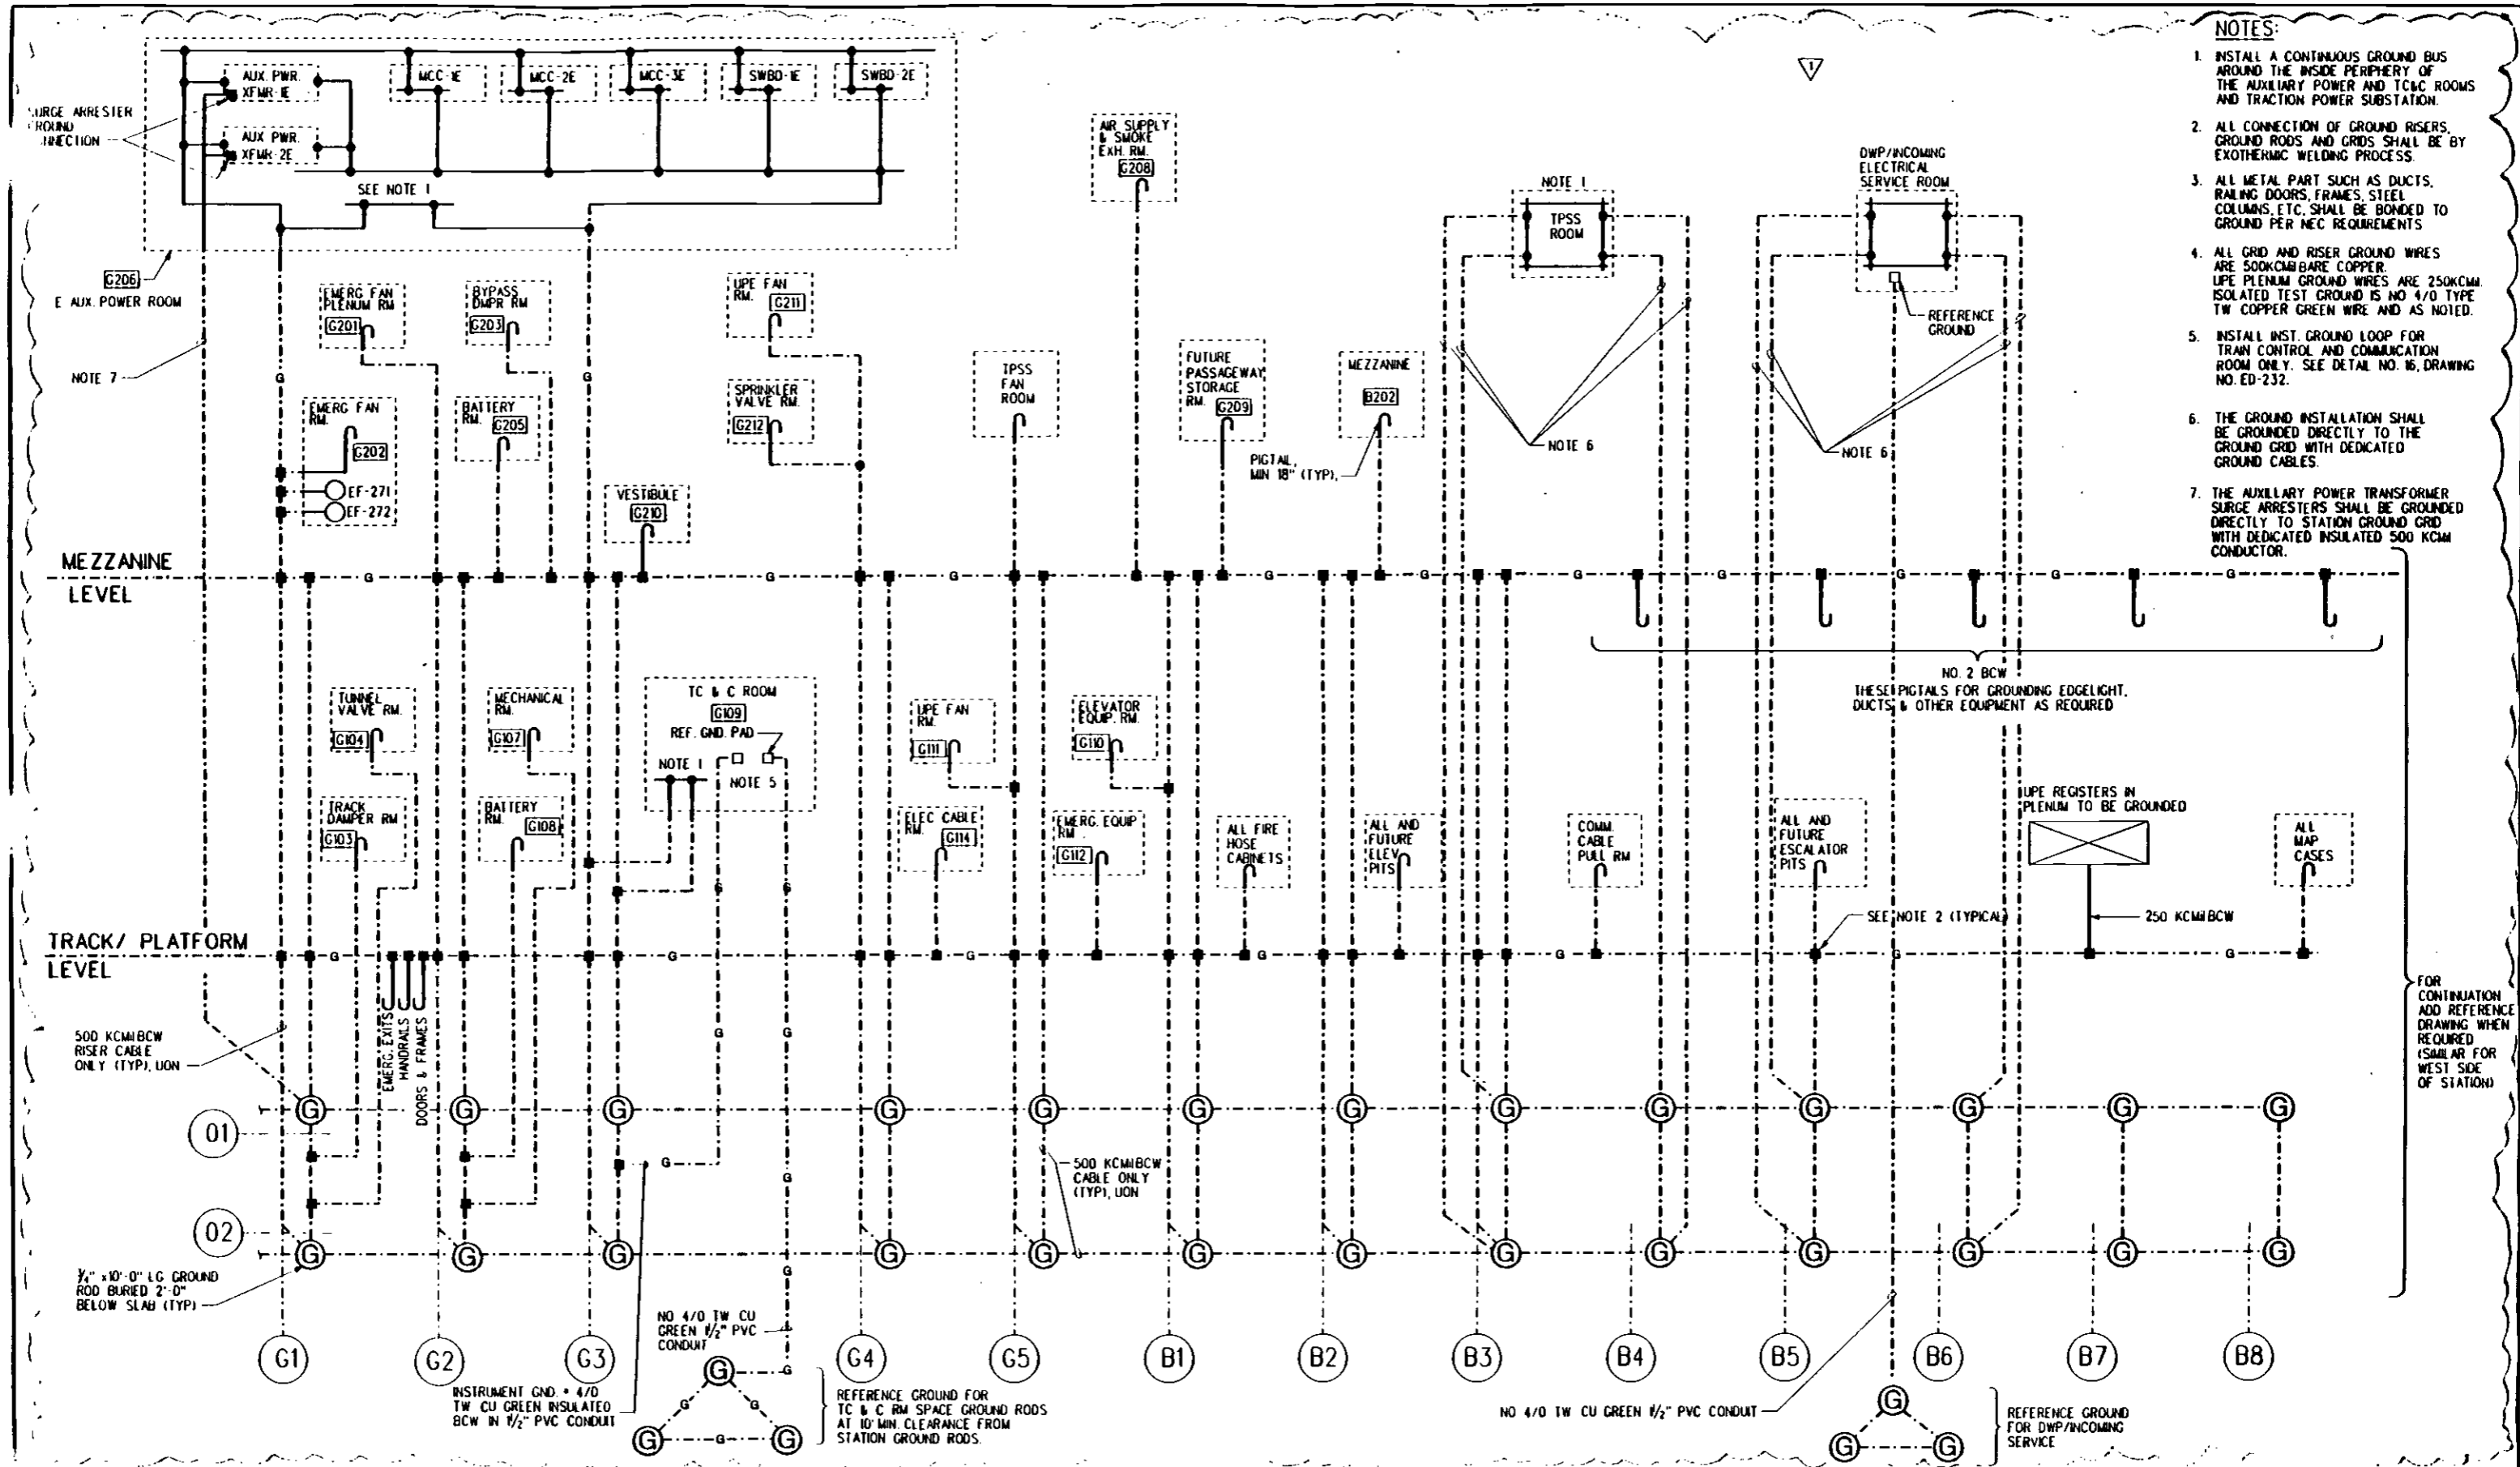 NOTES:
1. INSTALL A CONTINUOUS GROUND BUS
AROUND THE INSIDE PERIPHERY OF
THE AUXILIARY POWER AND TC&C ROOMS
AND TRACTION POWER SUBSTATION.
2. ALL CONNECTION OF GROUND RISERS,
GROUND RODS AND GRIDS SHALL BE BY
EXOTHERMIC WELDING PROCESS.
3. ALL METAL PART SUCH AS DUCTS,
RAILING DOORS, FRAMES, STEEL
COLUMNS, ETC. SHALL BE BONDED TO
GROUND PER NEC REQUIREMENTS
4. ALL GRID AND RISER GROUND WIRES
ARE 500KCMIL BARE COPPER.
UPE PLENUM GROUND WIRES ARE 250KCMIL
ISOLATED TEST GROUND IS NO 4/0 TYPE
TW COPPER GREEN WIRE AND AS NOTED.
5. INSTALL INST. GROUND LOOP FOR
TRAIN CONTROL AND COMMUICATION
ROOM ONLY. SEE DETAIL NO. 16, DRAWING
NO. ED-232.
6. THE GROUND INSTALLATION SHALL
BE GROUNDED DIRECTLY TO THE
GROUND GRID WITH DEDICATED
GROUND CABLES.
7. THE AUXILLARY POWER TRANSFORMER
SURGE ARRESTERS SHALL BE GROUNDED
DIRECTLY TO STATION GROUND GRID
WITH DEDICATED INSULATED 500 KCMIL
CONDUCTOR.
1
AUX. PWR.
XFMR-1E
AUX PWR.
XFMR-2E
MCC-1E
MCC-2E
MCC-3E
SWBD-1E
SWBD-2E
URGE ARRESTER
ROUND
SEE NOTE 1
G206
E AUX. POWER ROOM
NOTE 7
EMERG FAN
PLENUM RM
G201
BYPASS
DMPR RM
G203
UPE FAN
RM.
G211
AIR SUPPLY
& SMOKE
EXH. RM.
G208
NOTE 1
TPSS
ROOM
DWP/INCOMING
ELECTRICAL
SERVICE ROOM
REFERENCE
GROUND
EMERG FAN
RM.
G202
EF-271
EF-272
BATTERY
RM.
G205
SPRINKLER
VALVE RM.
G212
TPSS
FAN
ROOM
FUTURE
PASSAGEWAY
STORAGE
RM.
G209
MEZZANINE
B202
PIGTAIL,
MIN 18" (TYP),
NOTE 6
NOTE 6
VESTIBULE
G210
G
G
MEZZANINE
LEVEL
G G G G G G G G G
NO. 2 BCW
THESE PIGTALS FOR GROUNDING EDGELIGHT,
DUCTS & OTHER EQUIPMENT AS REQUIRED
TUNNEL
VALVE RM.
G104
MECHANICAL
RM.
G107
TC & C ROOM
G109
REF. GND. PAD
NOTE 1
NOTE 5
UPE FAN
RM.
G111
ELEVATOR
EQUIP. RM.
G110
TRACK
DAMPER RM
G103
BATTERY
RM.
G108
ELEC CABLE
RM.
G114
EMERG. EQUIP
RM
G112
ALL FIRE
HOSE
CABINETS
ALL AND
FUTURE
ELEV
PITS
COMM.
CABLE
PULL RM
ALL AND
FUTURE
ESCALATOR
PITS
UPE REGISTERS IN
PLENUM TO BE GROUNDED
ALL
MAP
CASES
SEE NOTE 2 (TYPICAL)
250 KCMIL BCW
TRACK/ PLATFORM
LEVEL
G G G G G G G
500 KCMIL BCW
RISER CABLE
ONLY (TYP), UON
EMERG. EXITS
HANDRAILS
DOORS & FRAMES
G G
FOR
CONTINUATION
ADD REFERENCE
DRAWING WHEN
REQUIRED
(SIMILAR FOR
WEST SIDE
OF STATION)
G G G G G G G G G G G G G
01
G
G
500 KCMIL BCW
CABLE ONLY
(TYP), UON
02
G G G G G G G G G G G G G
3/4" x10'-0" LG GROUND
ROD BURIED 2'-0"
BELOW SLAB (TYP)
NO 4/0 TW CU
GREEN 1/2" PVC
CONDUIT
G1 G2 G3 G4 G5 B1 B2 B3 B4 B5 B6 B7 B8
INSTRUMENT GND. # 4/0
TW CU GREEN INSULATED
BCW IN 1/2" PVC CONDUIT
G G
G G
G G G
REFERENCE GROUND FOR
TC & C RM SPACE GROUND RODS
AT 10' MIN. CLEARANCE FROM
STATION GROUND RODS.
NO 4/0 TW CU GREEN 1/2" PVC CONDUIT
G
G G
REFERENCE GROUND
FOR DWP/INCOMING
SERVICE